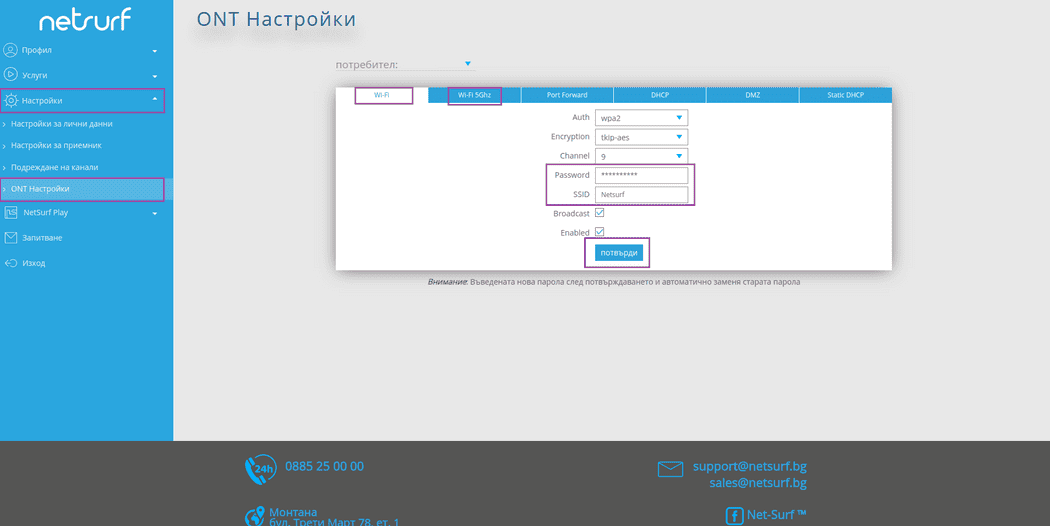 netsurf
ONT Настройки
Профил
Услуги
Настройки
Настройки за лични данни
Настройки за приемник
Подреждане на канали
ONT Настройки
NetSurf Play
Запитване
Изход
потребител:
Wi-Fi
Wi-Fi 5Ghz
Port Forward
DHCP
DMZ
Static DHCP
Auth wpa2
Encryption tkip-aes
Channel 9
Password **********
SSID Netsurf
Broadcast
Enabled
потвърди
Внимание: Въведената нова парола след потвърждаването и автоматично заменя старата парола
24h
0885 25 00 00
support@netsurf.bg
sales@netsurf.bg
Монтана
бул. Трети Март 78, ет. 1
Net-Surf ™